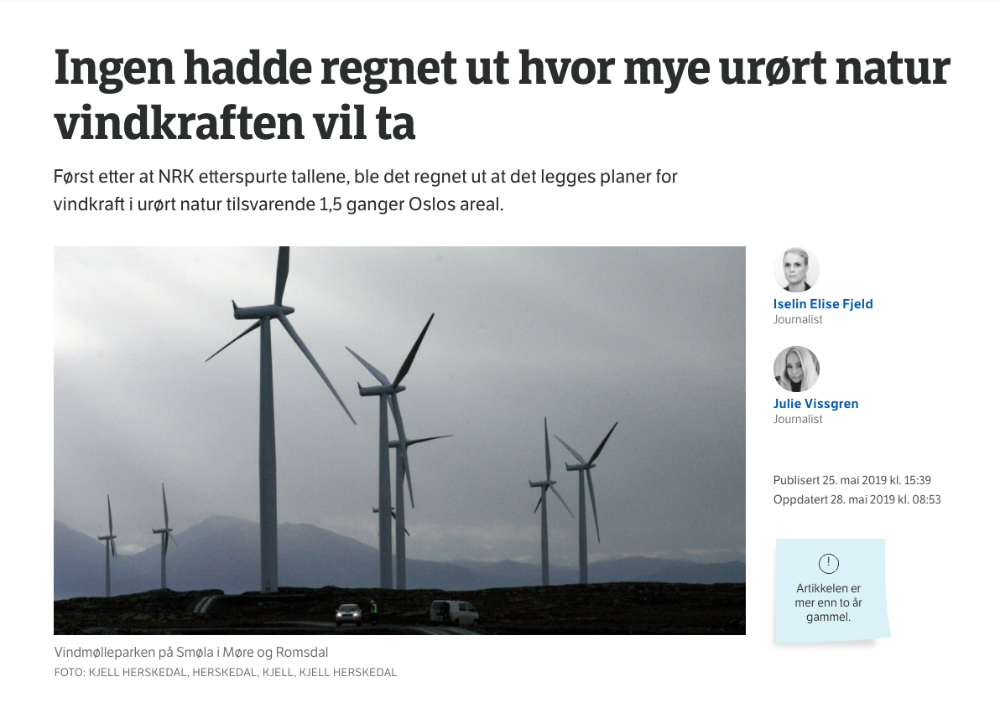 Ingen hadde regnet ut hvor mye urørt natur
vindkraften vil ta
Først etter at NRK etterspurte tallene, ble det regnet ut at det legges planer for
vindkraft i urørt natur tilsvarende 1,5 ganger Oslos areal.
Iselin Elise Fjeld
Journalist
Julie Vissgren
Journalist
Publisert 25. mai 2019 kl. 15:39
Oppdatert 28. mai 2019 kl. 08:53
!
Artikkelen er
mer enn to år
gammel.
Vindmølleparken på Smøla i Møre og Romsdal
FOTO: KJELL HERSKEDAL, HERSKEDAL, KJELL, KJELL HERSKEDAL